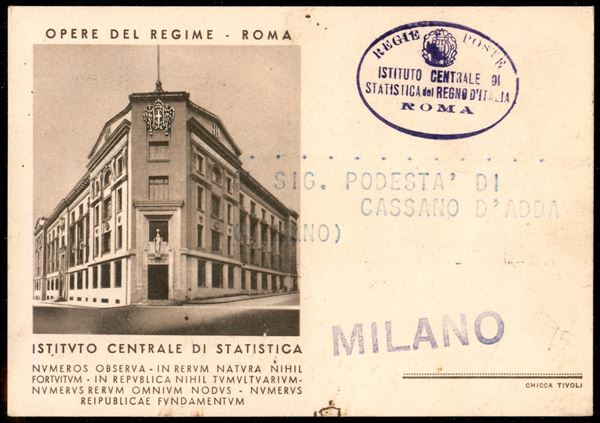 OPERE DEL REGIME - ROMA
REGIE POSTE
ISTITUTO CENTRALE DI
STATISTICA del REGNO D'ITALIA
ROMA
SIG. PODESTA' DI
CASSANO D'ADDA
MILANO
ISTITVTO CENTRALE DI STATISTICA
NVMEROS OBSERVA - IN RERVM NATVRA NIHIL
FORTVITVM - IN REPVBLICA NIHIL TVMVLTVARIVM-
NVMERVS RERVM OMNIVM NODVS - NVMERVS
REIPUBLICAE FVNDAMENTVM
CHICCA TIVOLI